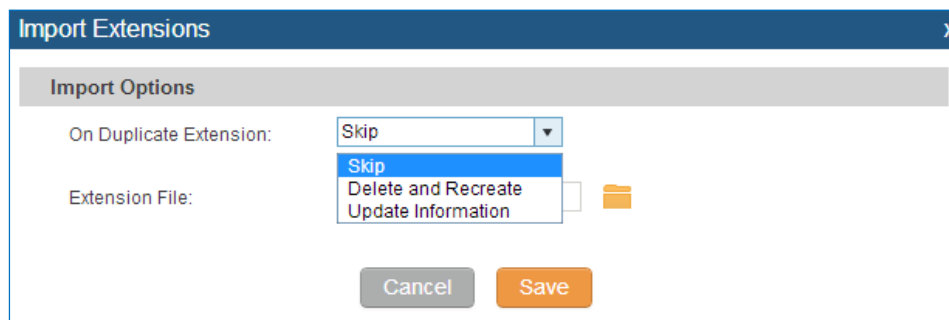 Import Extensions
Import Options
On Duplicate Extension: Skip
Skip
Delete and Recreate
Extension File:
Update Information
Cancel Save